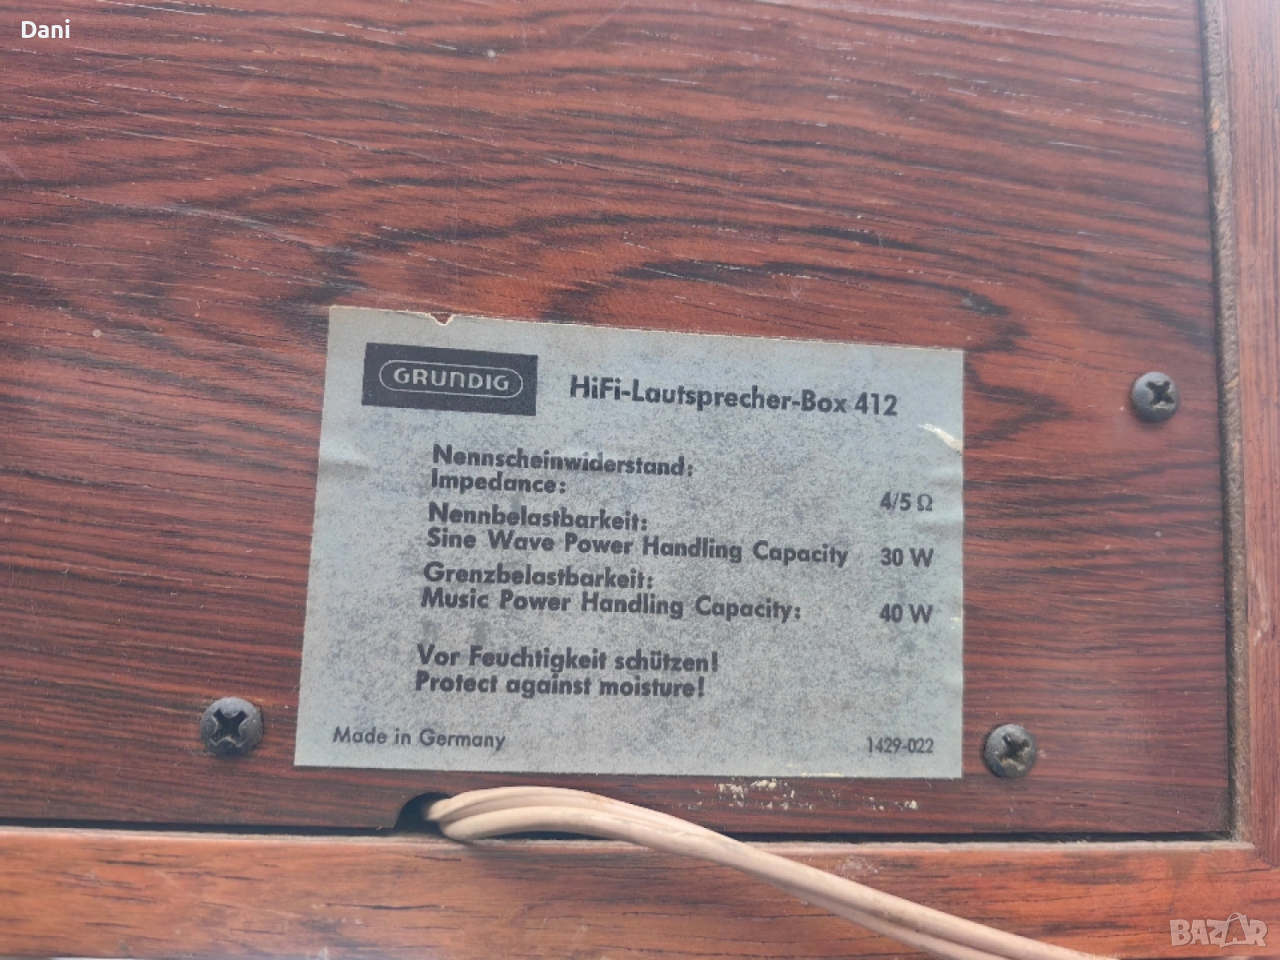 Dani
GRUNDIG
HiFi-Lautsprecher-Box 412
Nennscheinwiderstand:
Impedance: 4/5 Ω
Nennbelastbarkeit:
Sine Wave Power Handling Capacity 30 W
Grenzbelastbarkeit:
Music Power Handling Capacity: 40 W
Vor Feuchtigkeit schützen!
Protect against moisture!
Made in Germany 1429-022
BAZAR